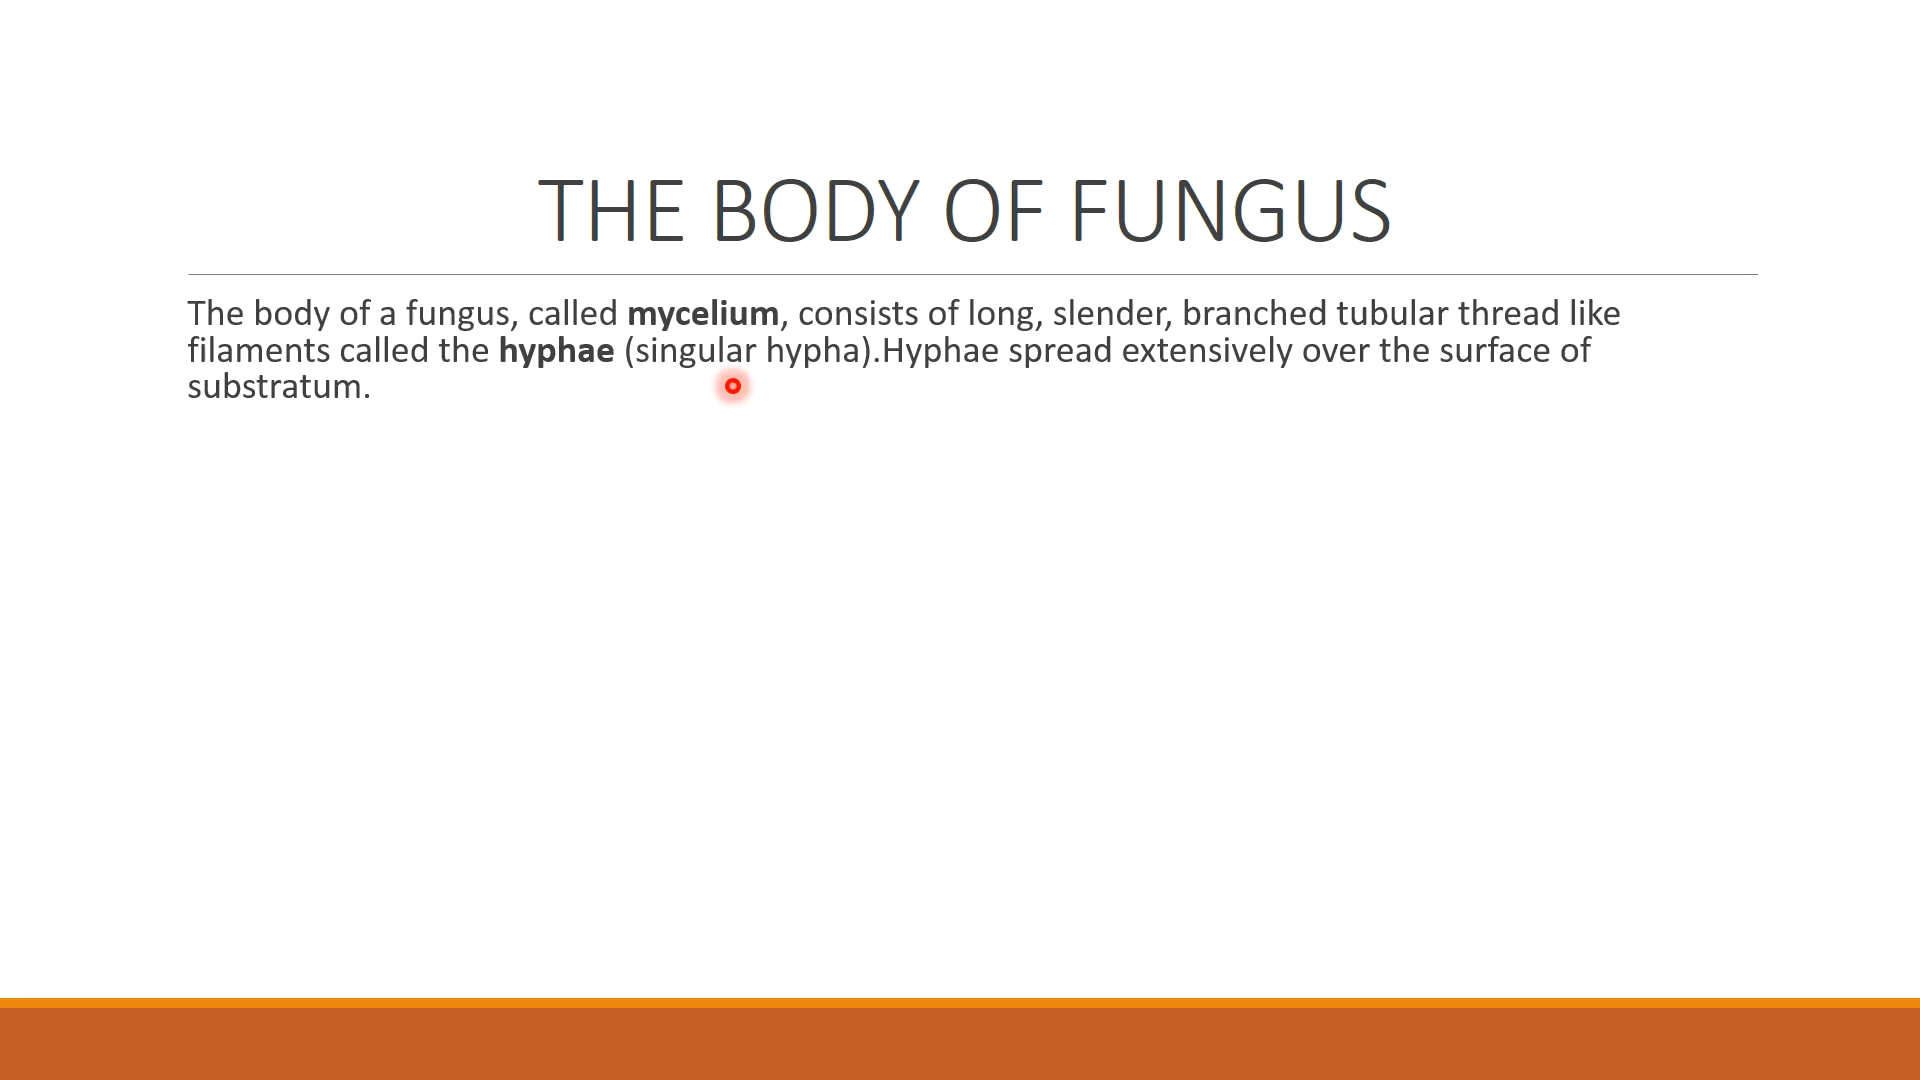 THE BODY OF FUNGUS
The body of a fungus, called mycelium, consists of long, slender, branched tubular thread like
filaments called the hyphae (singular hypha).Hyphae spread extensively over the surface of
substratum.